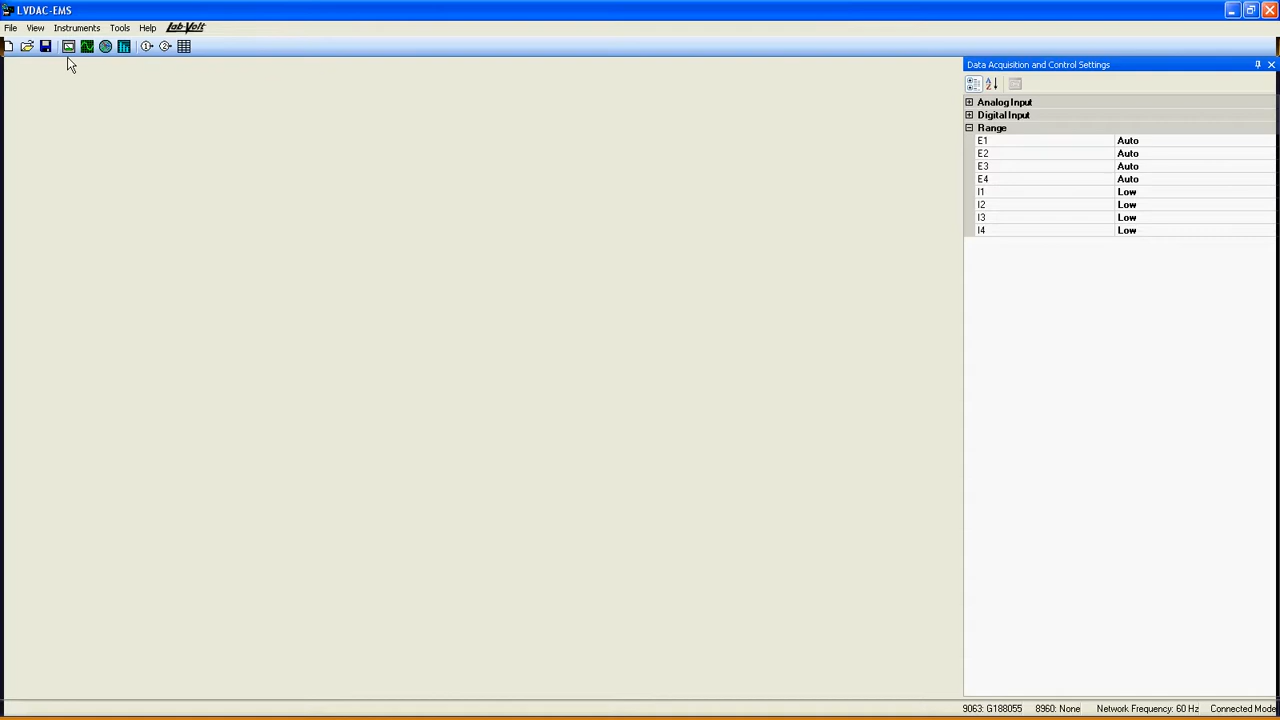 LVDAC-EMS
File View Instruments Tools Help Lab-Volt
1 2
Data Acquisition and Control Settings
A
Z
Analog Input
Digital Input
Range
E1 Auto
E2 Auto
E3 Auto
E4 Auto
I1 Low
I2 Low
I3 Low
I4 Low
9063: G188055 8960: None Network Frequency: 60 Hz Connected Mode